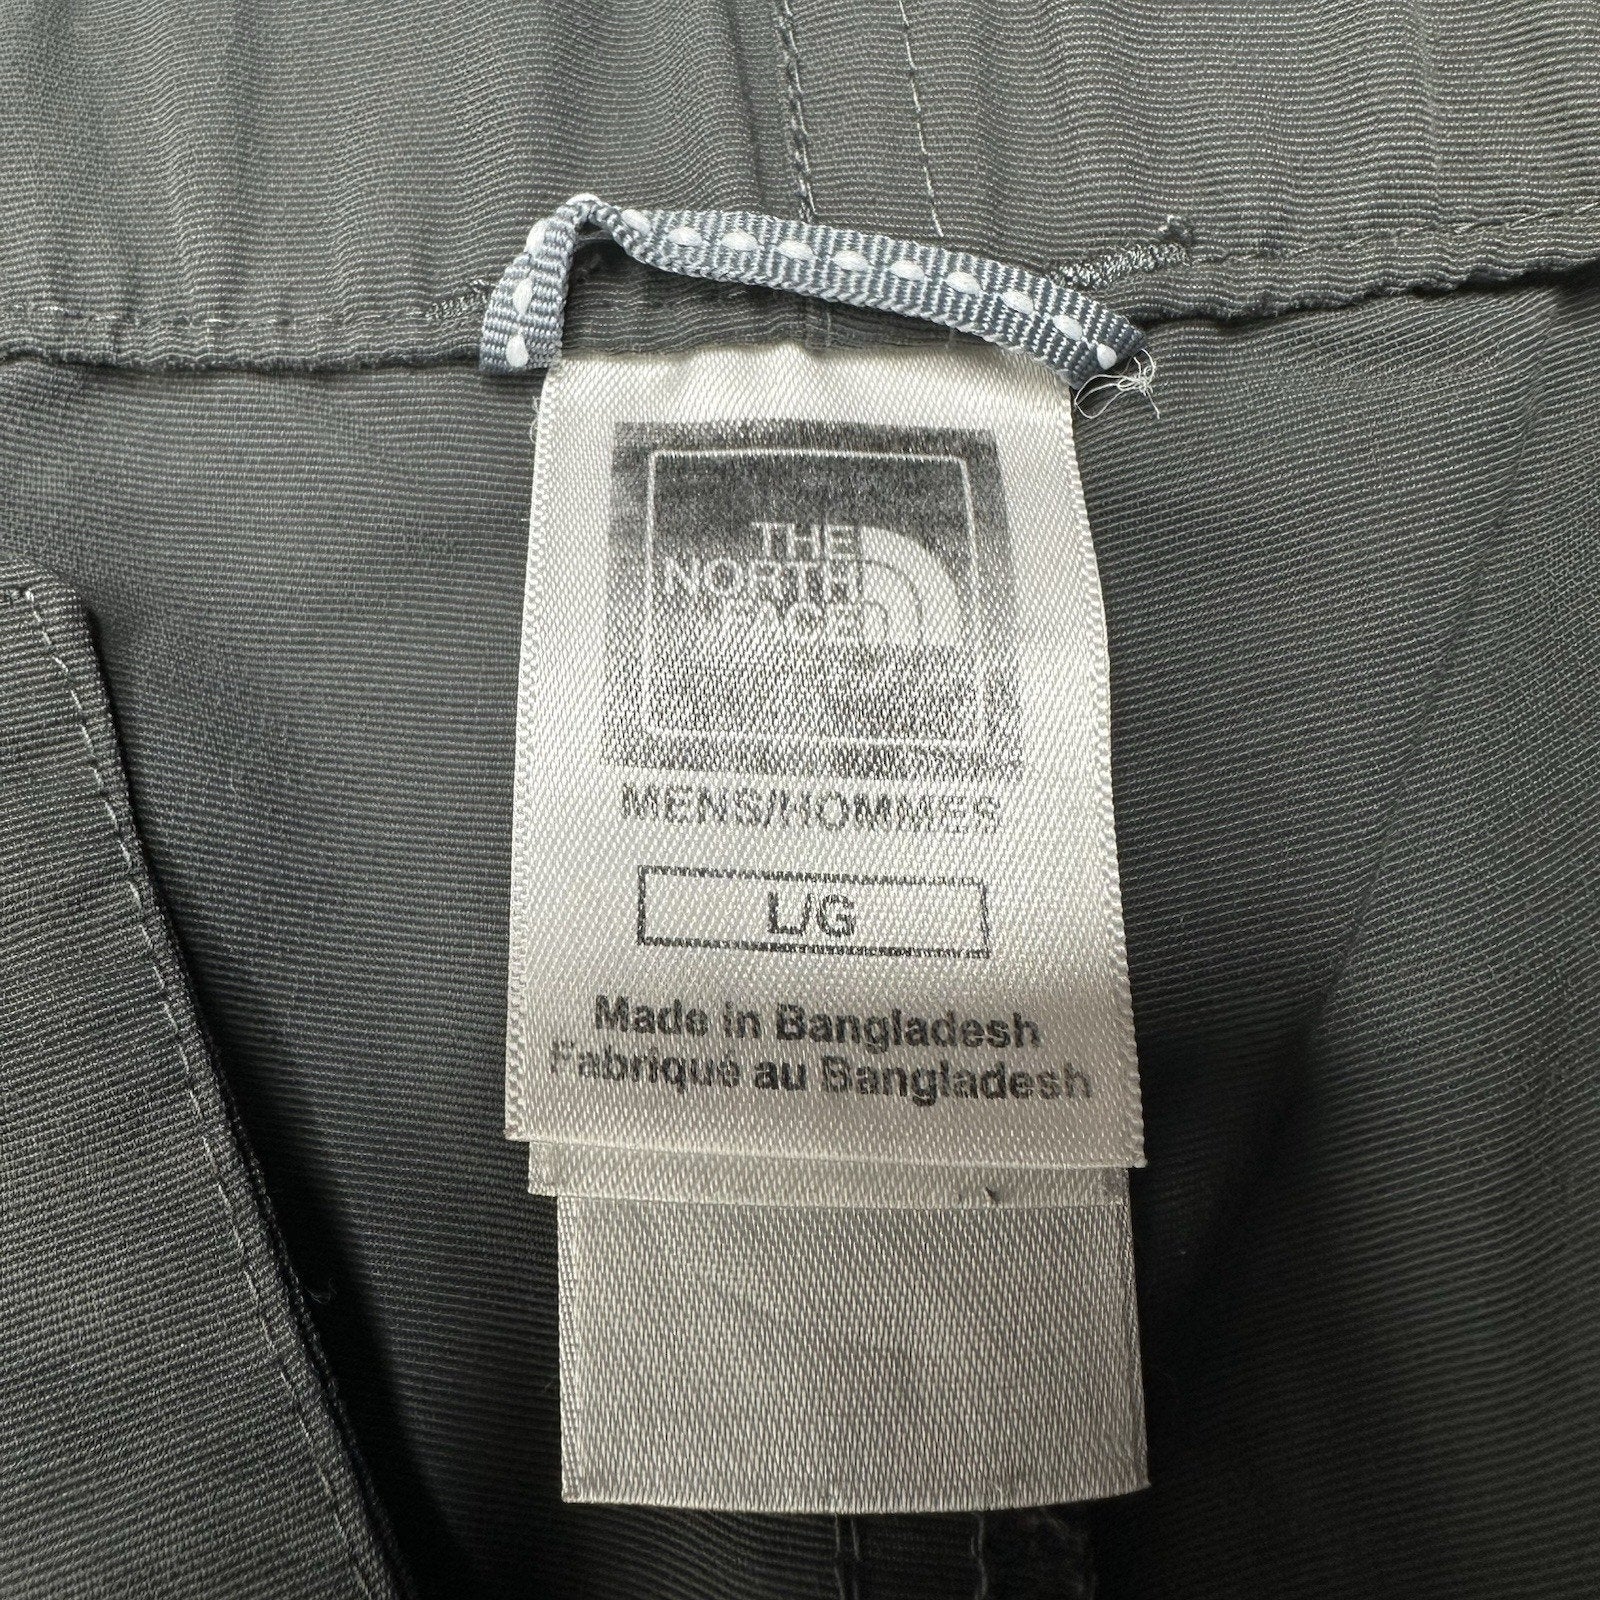 THE
NORTH
FACE
MENS/HOMMES
L/G
Made in Bangladesh
Fabriqué au Bangladesh